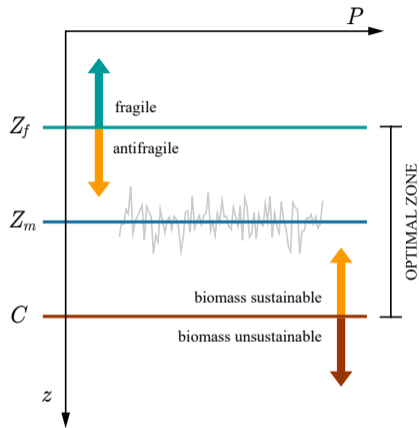 P
fragile
Z_f
antifragile
OPTIMAL ZONE
Z_m
biomass sustainable
C
biomass unsustainable
z